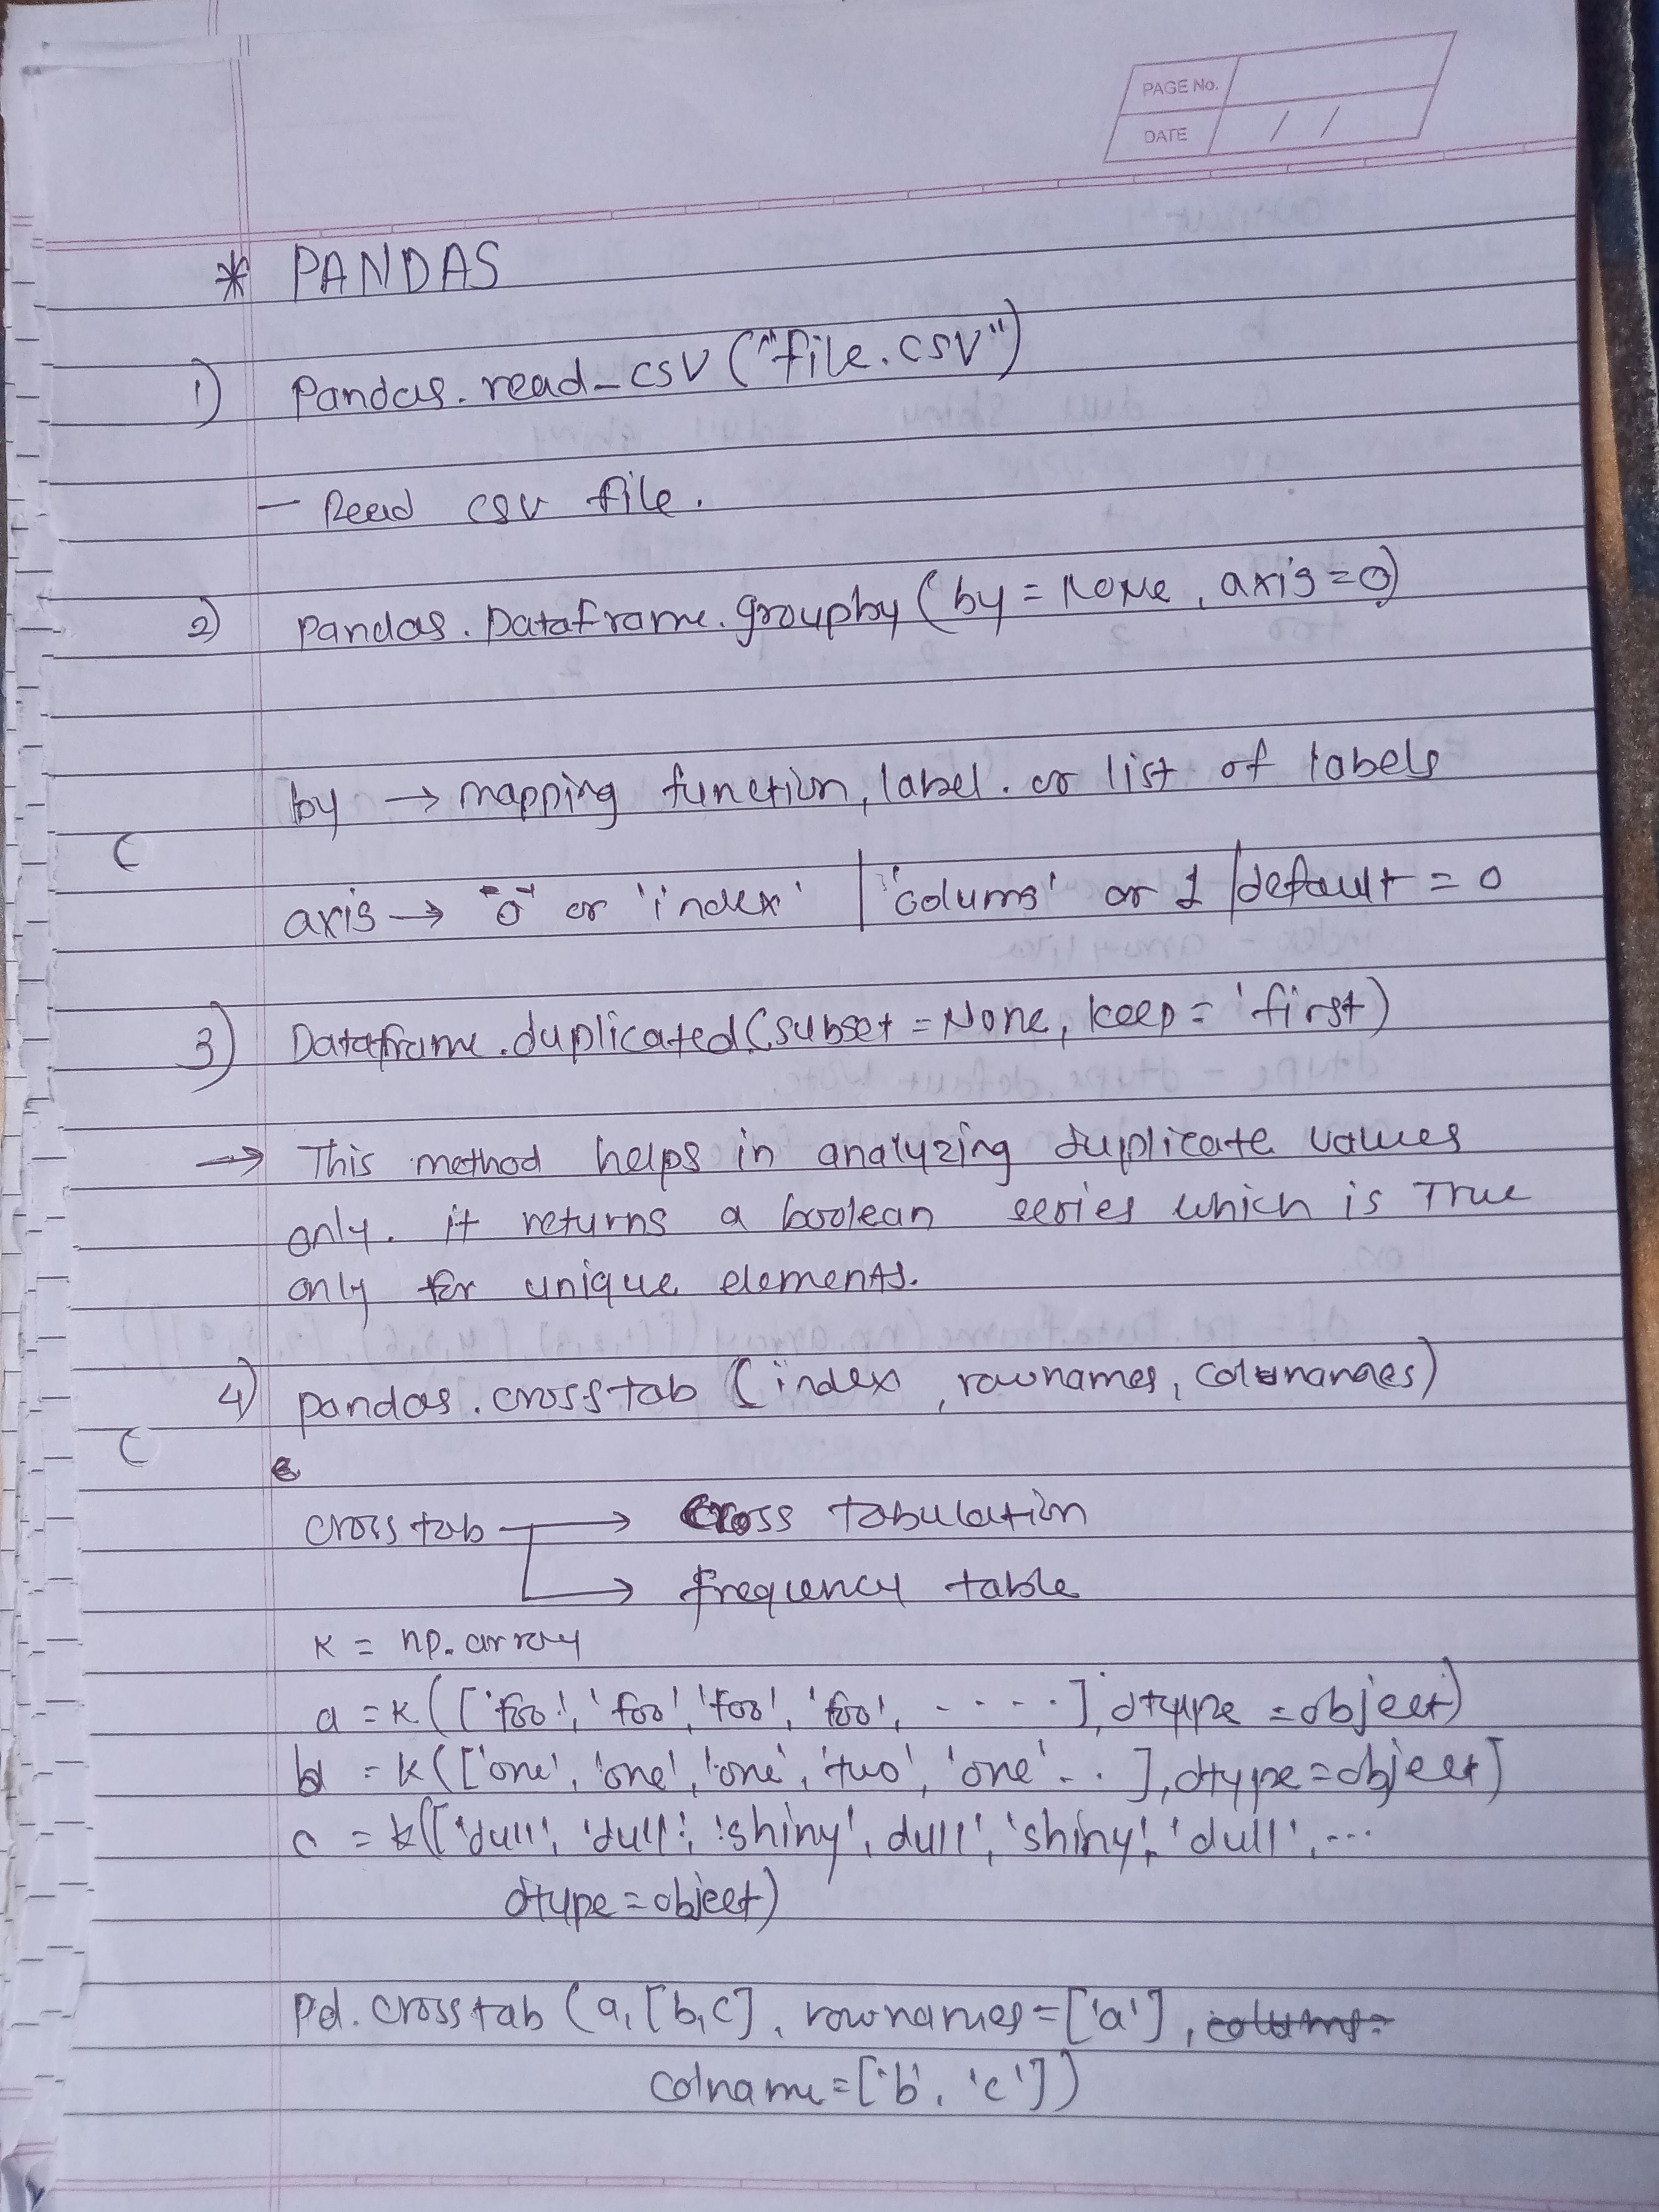 PAGE No.
DATE / /
* PANDAS
1) Pandas.read_csv ("file.csv")
- Read csv file.
2) Pandas.DataFrame.groupby (by = None, axis = 0)
by → mapping function, label. or list of labels
axis → "0" or 'index' | 'colums' or 1 | default = 0
3) DataFrame.duplicated (subset = None, keep = 'first)
→ This method helps in analyzing duplicate values
only. it returns a boolean series which is True
only for unique elements.
4) pandas.crosstab (index, rownames, colnames)
cross tab → Cross tabulation
→ frequency table
K = np.array
a = K (['foo', 'foo', 'foo', 'foo', - - - -], dtype = object)
b = K (['one', 'one', 'one', 'two', 'one' . . ], dtype = object]
c = k (['dull', 'dull', 'shiny', dull', 'shiny', 'dull', ...
dtype = object)
Pd. crosstab (a, [b,c], rownames = ['a'], colums =
colname = ['b', 'c'])